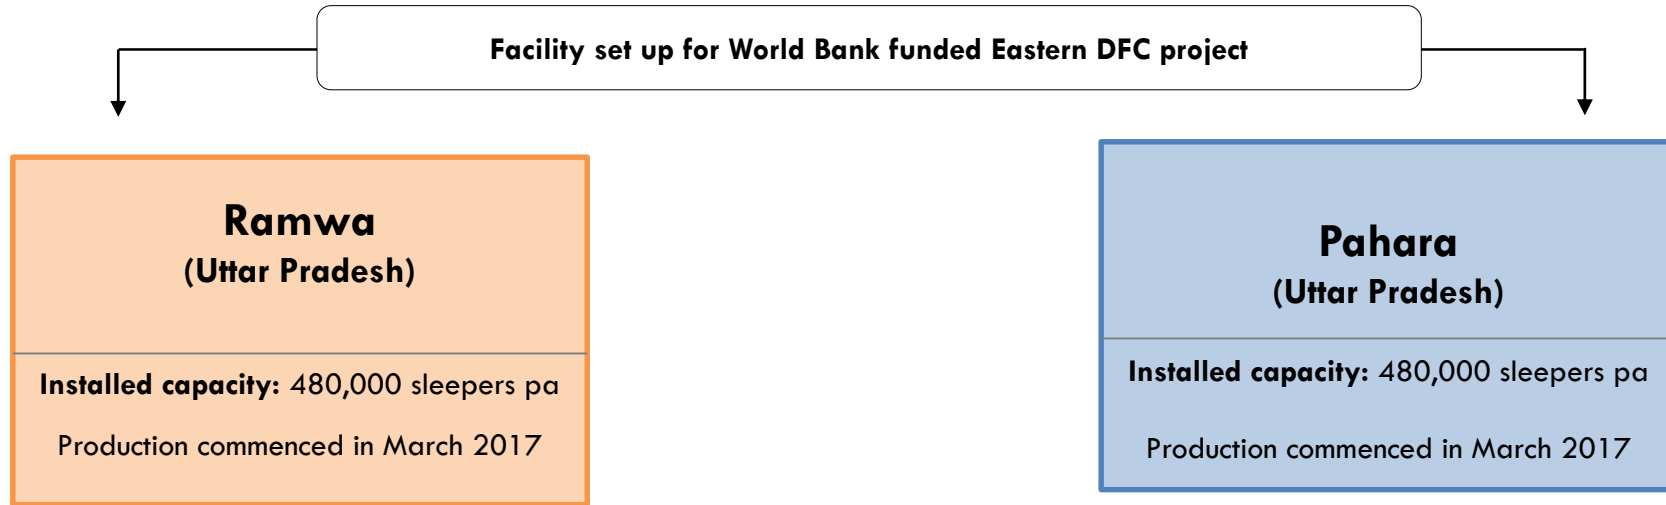 Facility set up for World Bank funded Eastern DFC project
Ramwa
(Uttar Pradesh)
Installed capacity: 480,000 sleepers pa
Production commenced in March 2017
Pahara
(Uttar Pradesh)
Installed capacity: 480,000 sleepers pa
Production commenced in March 2017